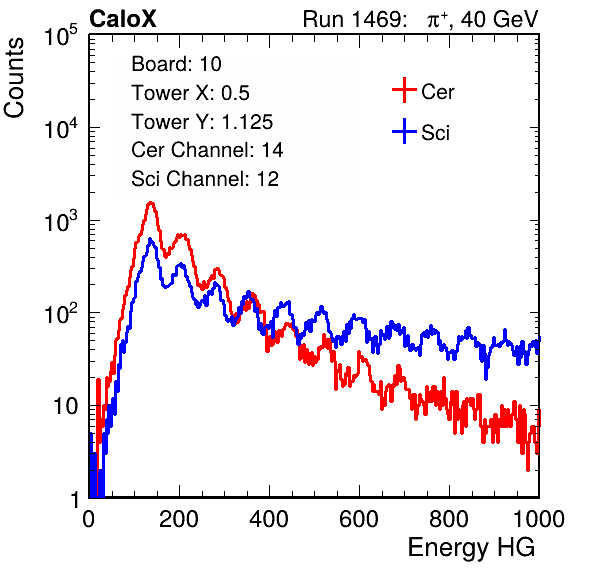 CaloX Run 1469: π⁺, 40 GeV
Counts
10⁵
10⁴
10³
10²
10
1
Board: 10
Tower X: 0.5
Tower Y: 1.125
Cer Channel: 14
Sci Channel: 12
Cer
Sci
0 200 400 600 800 1000
Energy HG